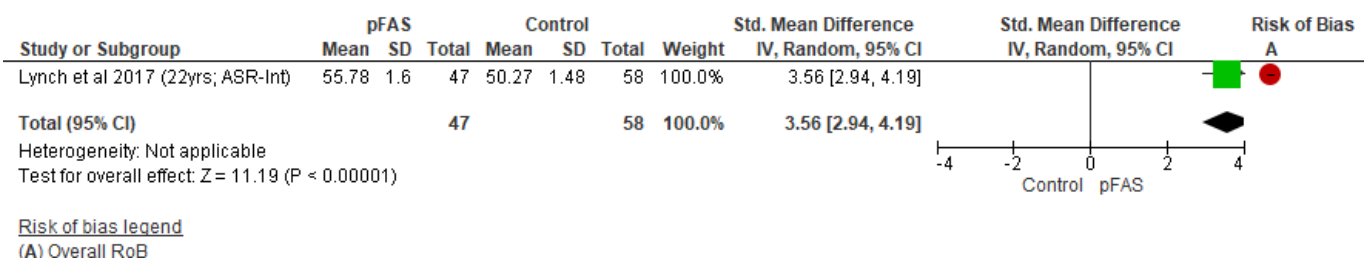 pFAS Control Std. Mean Difference Std. Mean Difference Risk of Bias
Study or Subgroup Mean SD Total Mean SD Total Weight IV, Random, 95% CI IV, Random, 95% CI A
Lynch et al 2017 (22yrs; ASR-Int) 55.78 1.6 47 50.27 1.48 58 100.0% 3.56 [2.94, 4.19]
Total (95% CI) 47 58 100.0% 3.56 [2.94, 4.19]
Heterogeneity: Not applicable
Test for overall effect: Z = 11.19 (P < 0.00001)
-4 -2 0 2 4
Control pFAS
Risk of bias legend
(A) Overall RoB